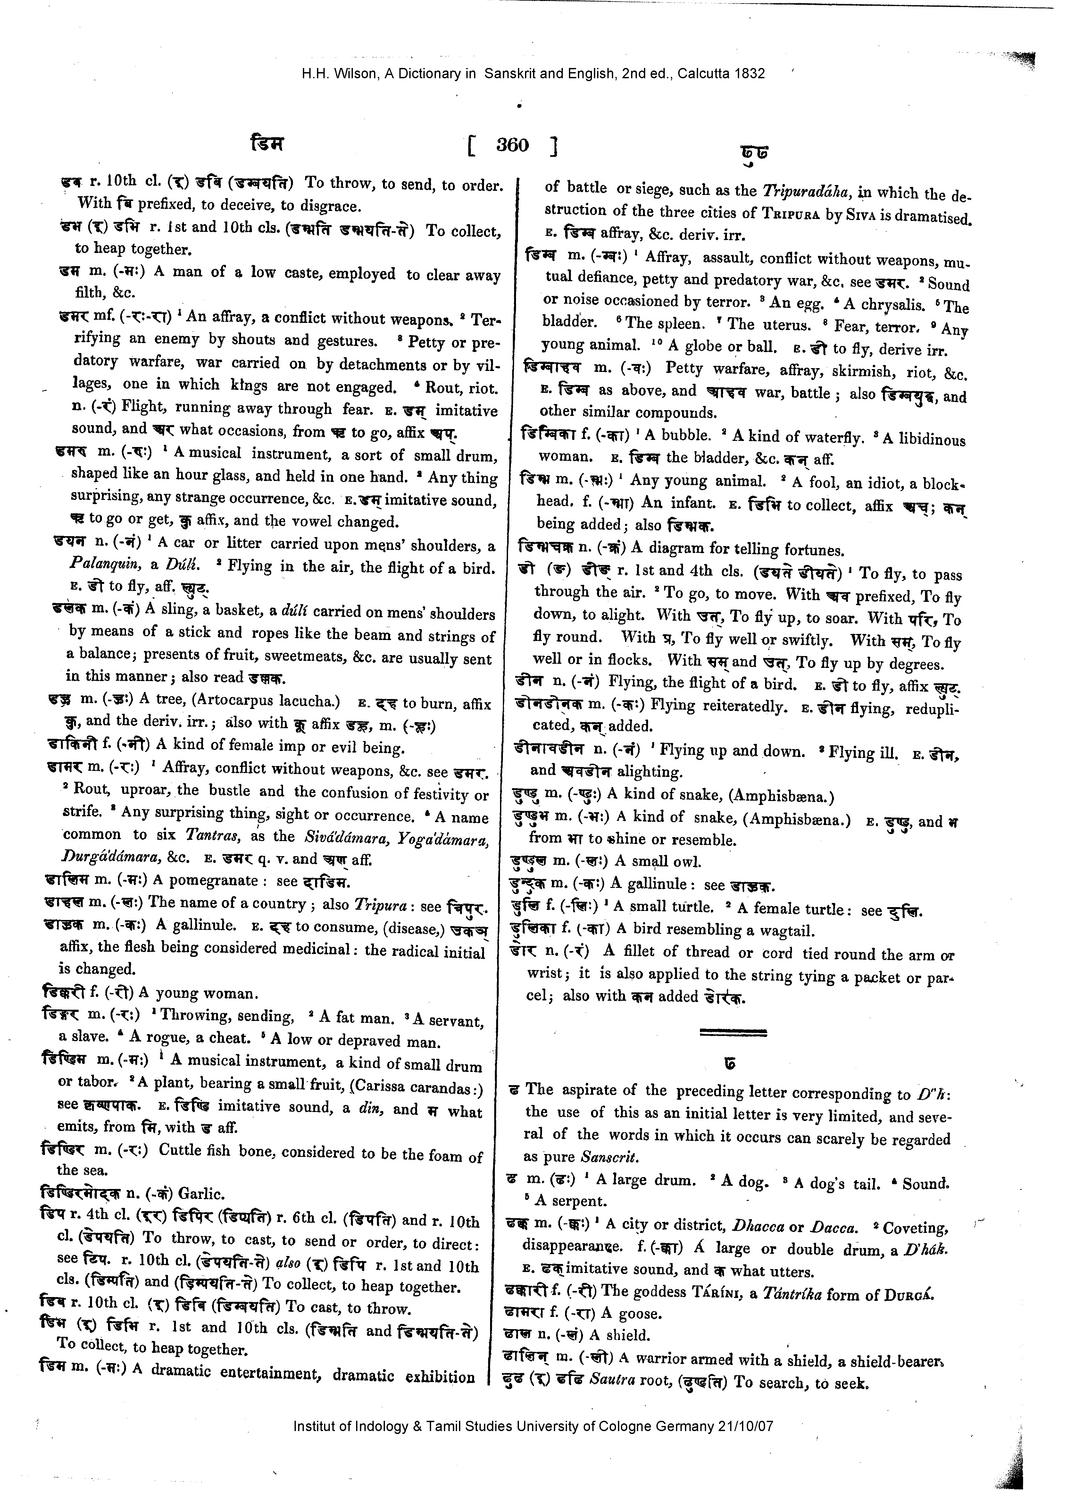 H.H. Wilson, A Dictionary in Sanskrit and English, 2nd ed., Calcutta 1832
डिम [ 360 ] ढुढ
डब r. 10th cl. (इ) डबि (डम्बयति) To throw, to send, to order.
With वि prefixed, to deceive, to disgrace.
डभ (इ) डभि r. 1st and 10th cls. (डम्भति डम्भयति-ते) To collect,
to heap together.
डम m. (-मः) A man of a low caste, employed to clear away
filth, &c.
डमर mf. (-रः-रा) ¹ An affray, a conflict without weapons. ² Ter-
rifying an enemy by shouts and gestures. ³ Petty or pre-
datory warfare, war carried on by detachments or by vil-
lages, one in which kings are not engaged. ⁴ Rout, riot.
n. (-रं) Flight, running away through fear. E. डम् imitative
sound, and अर what occasions, from ऋ to go, affix अप्.
डमरु m. (-रुः) ¹ A musical instrument, a sort of small drum,
shaped like an hour glass, and held in one hand. ² Any thing
surprising, any strange occurrence, &c. E. डम् imitative sound,
ऋ to go or get, कु affix, and the vowel changed.
डयन n. (-नं) ¹ A car or litter carried upon mens' shoulders, a
Palanquin, a Dúlí. ² Flying in the air, the flight of a bird.
E. डी to fly, aff. ल्युट्.
डलक m. (-कं) A sling, a basket, a dúlí carried on mens' shoulders
by means of a stick and ropes like the beam and strings of
a balance; presents of fruit, sweetmeats, &c. are usually sent
in this manner; also read डल्लक.
डहु m. (-हुः) A tree, (Artocarpus lacucha.) E. दह to burn, affix
कु, and the deriv. irr.; also with कू affix डहू, m. (-हूः)
डाकिनी f. (-नी) A kind of female imp or evil being.
डामर m. (-रः) ¹ Affray, conflict without weapons, &c. see डमर.
² Rout, uproar, the bustle and the confusion of festivity or
strife. ³ Any surprising thing, sight or occurrence. ⁴ A name
common to six Tantras, as the Sivá'dámara, Yoga'dámara,
Durgá'dámara, &c. E. डमर q. v. and अण् aff.
डालिम m. (-मः) A pomegranate: see दाडिम.
डाहल m. (-लः) The name of a country; also Tripura: see त्रिपुर.
डाहुक m. (-कः) A gallinule. E. दह to consume, (disease,) उकञ्
affix, the flesh being considered medicinal: the radical initial
is changed.
डिक्करी f. (-री) A young woman.
डिङ्गर m. (-रः) ¹ Throwing, sending, ² A fat man. ³ A servant,
a slave. ⁴ A rogue, a cheat. ⁵ A low or depraved man.
डिण्डिम m. (-मः) ¹ A musical instrument, a kind of small drum
or tabor. ² A plant, bearing a small fruit, (Carissa carandas:)
see कृष्णपाक. E. डिण्डि imitative sound, a din, and म what
emits, from मि, with ड aff.
डिण्डिर m. (-रः) Cuttle fish bone, considered to be the foam of
the sea.
डिण्डिरमोदक n. (-कं) Garlic.
डिप r. 4th cl. (इर) डिपिर (डिप्यति) r. 6th cl. (डिपति) and r. 10th
cl. (डेपयति) To throw, to cast, to send or order, to direct:
see टिप. r. 10th cl. (डेपयति-ते) also (इ) डिपि r. 1st and 10th
cls. (डिम्पति) and (डिम्पयति-ते) To collect, to heap together.
डिब r. 10th cl. (इ) डिबि (डिम्बयति) To cast, to throw.
डिभ (इ) डिभि r. 1st and 10th cls. (डिम्भति and डिम्भयति-ते)
To collect, to heap together.
डिम m. (-मः) A dramatic entertainment, dramatic exhibition
of battle or siege, such as the Tripuradáha, in which the de-
struction of the three cities of TRIPURA by SIVA is dramatised.
E. डिम्ब affray, &c. deriv. irr.
डिम्ब m. (-म्बः) ¹ Affray, assault, conflict without weapons, mu-
tual defiance, petty and predatory war, &c. see डमर. ² Sound
or noise occasioned by terror. ³ An egg. ⁴ A chrysalis. ⁵ The
bladder. ⁶ The spleen. ⁷ The uterus. ⁸ Fear, terror. ⁹ Any
young animal. ¹⁰ A globe or ball. E. डी to fly, derive irr.
डिम्बाहव m. (-वः) Petty warfare, affray, skirmish, riot, &c.
E. डिम्ब as above, and आहव war, battle; also डिम्बयुद्ध, and
other similar compounds.
डिम्बिका f. (-का) ¹ A bubble. ² A kind of waterfly. ³ A libidinous
woman. E. डिम्ब the bladder, &c. कन् aff.
डिम्भ m. (-म्भः) ¹ Any young animal. ² A fool, an idiot, a block-
head. f. (-म्भा) An infant. E. डिभि to collect, affix अच्; कन्
being added; also डिम्भक.
डिम्भचक्र n. (-क्रं) A diagram for telling fortunes.
डी (ङ) डीङ् r. 1st and 4th cls. (डयते डीयते) ¹ To fly, to pass
through the air. ² To go, to move. With अव prefixed, To fly
down, to alight. With उत्, To fly up, to soar. With परि, To
fly round. With प्र, To fly well or swiftly. With सम्, To fly
well or in flocks. With सम् and उत्, To fly up by degrees.
डीन n. (-नं) Flying, the flight of a bird. E. डी to fly, affix ल्युट्.
डीनडीनक m. (-कः) Flying reiteratedly. E. डीन flying, redupli-
cated, कन् added.
डीनावडीन n. (-नं) ¹ Flying up and down. ² Flying ill. E. डीन,
and अवडीन alighting.
डुण्डु m. (-ण्डुः) A kind of snake, (Amphisbæna.)
डुण्डुभ m. (-भः) A kind of snake, (Amphisbæna.) E. डुण्डु, and भ
from भा to shine or resemble.
डुण्डुल m. (-लः) A small owl.
डुन्दुक m. (-कः) A gallinule: see डाहुक.
डुलि f. (-लिः) ¹ A small turtle. ² A female turtle: see दुलि.
डुलिका f. (-का) A bird resembling a wagtail.
डोर n. (-रं) A fillet of thread or cord tied round the arm or
wrist; it is also applied to the string tying a packet or par-
cel; also with कन added डोरक.
ढ
ढ The aspirate of the preceding letter corresponding to D''h:
the use of this as an initial letter is very limited, and seve-
ral of the words in which it occurs can scarely be regarded
as pure Sanscrit.
ढ m. (ढः) ¹ A large drum. ² A dog. ³ A dog's tail. ⁴ Sound.
⁵ A serpent.
ढक्क m. (-क्कः) ¹ A city or district, Dhacca or Dacca. ² Coveting,
disappearance. f. (-क्का) A large or double drum, a D'hák.
E. ढक् imitative sound, and क what utters.
ढक्कारी f. (-री) The goddess TÁRINI, a Tántrika form of DURGÁ.
ढामरा f. (-रा) A goose.
ढाल n. (-लं) A shield.
ढालिन् m. (-ली) A warrior armed with a shield, a shield-bearer.
ढुढ (इ) ढुढि Sautra root, (ढुण्ढति) To search, to seek.
Institut of Indology & Tamil Studies University of Cologne Germany 21/10/07